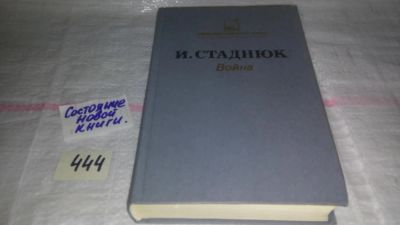 И. СТАДНЮК
Война
Состояние
новой
книги.
444